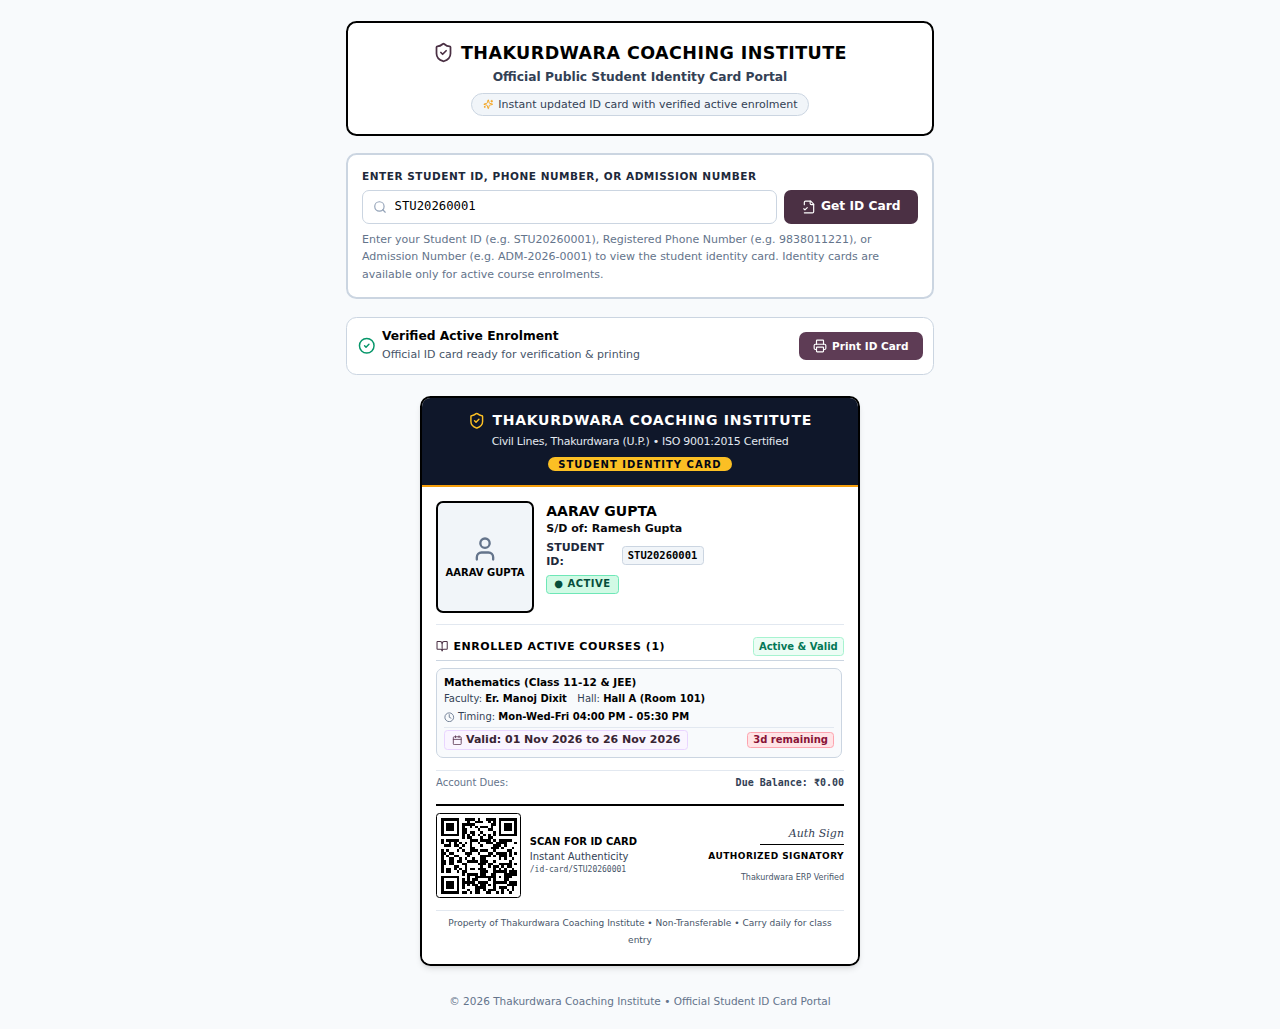 THAKURDWARA COACHING INSTITUTE
Official Public Student Identity Card Portal
Instant updated ID card with verified active enrolment
ENTER STUDENT ID, PHONE NUMBER, OR ADMISSION NUMBER
STU20260001
Get ID Card
Enter your Student ID (e.g. STU20260001), Registered Phone Number (e.g. 9838011221), or
Admission Number (e.g. ADM-2026-0001) to view the student identity card. Identity cards are
available only for active course enrolments.
Verified Active Enrolment
Official ID card ready for verification & printing
Print ID Card
THAKURDWARA COACHING INSTITUTE
Civil Lines, Thakurdwara (U.P.) • ISO 9001:2015 Certified
STUDENT IDENTITY CARD
AARAV GUPTA
AARAV GUPTA
S/D of: Ramesh Gupta
STUDENT
ID:
STU20260001
● ACTIVE
ENROLLED ACTIVE COURSES (1)
Active & Valid
Mathematics (Class 11-12 & JEE)
Faculty: Er. Manoj Dixit Hall: Hall A (Room 101)
Timing: Mon-Wed-Fri 04:00 PM - 05:30 PM
Valid: 01 Nov 2026 to 26 Nov 2026
3d remaining
Account Dues:
Due Balance: ₹0.00
SCAN FOR ID CARD
Instant Authenticity
/id-card/STU20260001
Auth Sign
AUTHORIZED SIGNATORY
Thakurdwara ERP Verified
Property of Thakurdwara Coaching Institute • Non-Transferable • Carry daily for class
entry
© 2026 Thakurdwara Coaching Institute • Official Student ID Card Portal